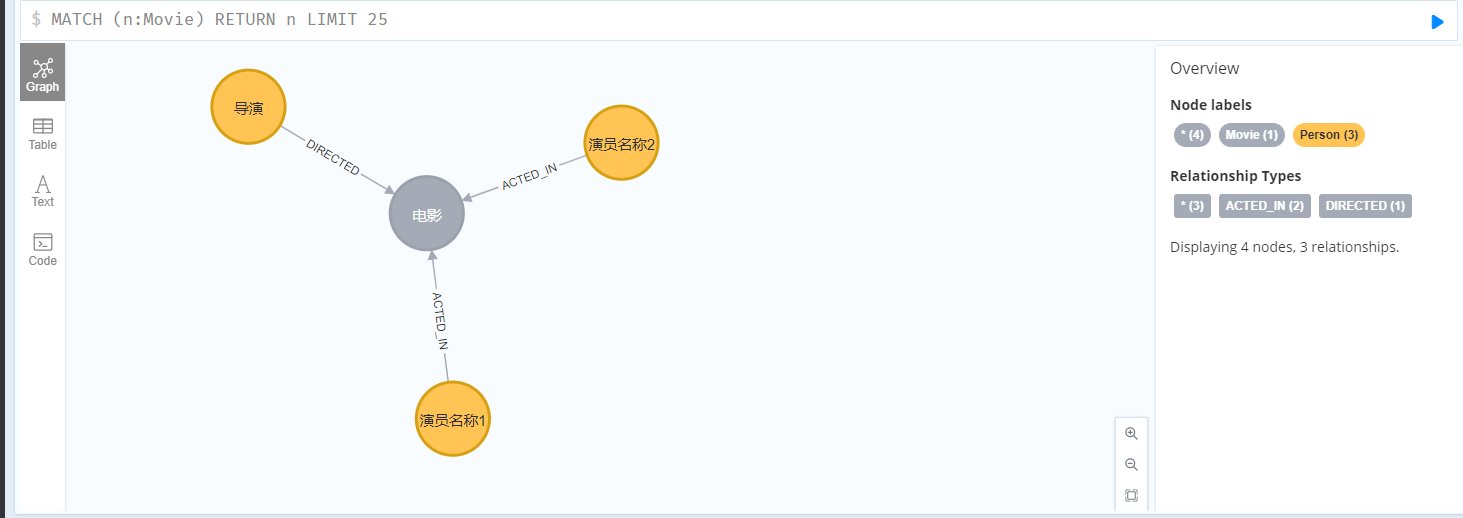 $ MATCH (n:Movie) RETURN n LIMIT 25
Graph
Table
Text
Code
导演
DIRECTED
演员名称2
ACTED_IN
电影
ACTED_IN
演员名称1
Overview
Node labels
* (4) Movie (1) Person (3)
Relationship Types
* (3) ACTED_IN (2) DIRECTED (1)
Displaying 4 nodes, 3 relationships.